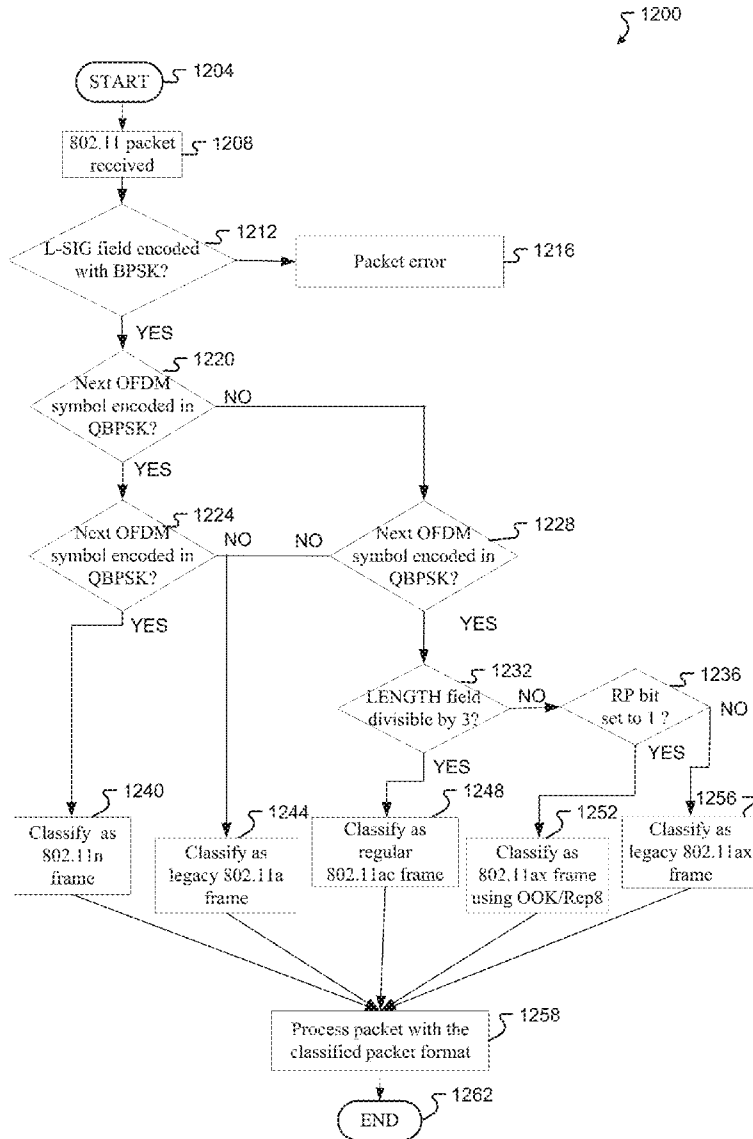 1200
START
1204
802.11 packet
received
1208
L-SIG field encoded
with BPSK?
1212
Packet error
1216
YES
1220
Next OFDM
symbol encoded in
QBPSK?
NO
YES
1224
Next OFDM
symbol encoded in
QBPSK?
NO
NO
1228
Next OFDM
symbol encoded in
QBPSK?
YES
YES
1232
LENGTH field
divisible by 3?
NO
1236
RP bit
set to 1 ?
NO
YES
YES
1240
Classify as
802.11n
frame
1244
Classify as
legacy 802.11a
frame
1248
Classify as
regular
802.11ac frame
1252
Classify as
802.11ax frame
using OOK/Rep8
1256
Classify as
legacy 802.11ax
frame
1258
Process packet with the
classified packet format
END
1262